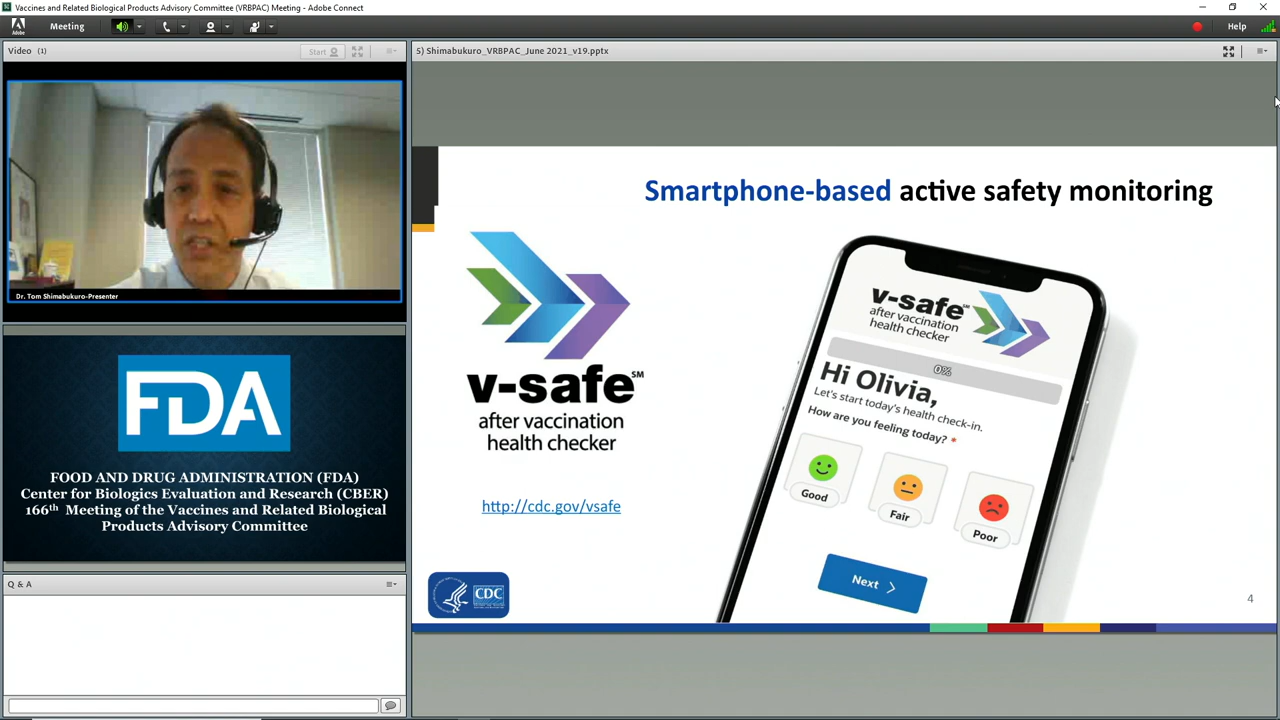 Vaccines and Related Biological Products Advisory Committee (VRBPAC) Meeting - Adobe Connect
Adobe
Meeting
Help
Video (1)
Start
Dr. Tom Shimabukuro-Presenter
FDA
FOOD AND DRUG ADMINISTRATION (FDA)
Center for Biologics Evaluation and Research (CBER)
166th Meeting of the Vaccines and Related Biological
Products Advisory Committee
Q & A
5) Shimabukuro_VRBPAC_June 2021_v19.pptx
Smartphone-based active safety monitoring
v-safe℠
after vaccination
health checker
http://cdc.gov/vsafe
CDC
v-safe℠
after vaccination
health checker
0%
Hi Olivia,
Let's start today's health check-in.
How are you feeling today? *
Good
Fair
Poor
Next >
4